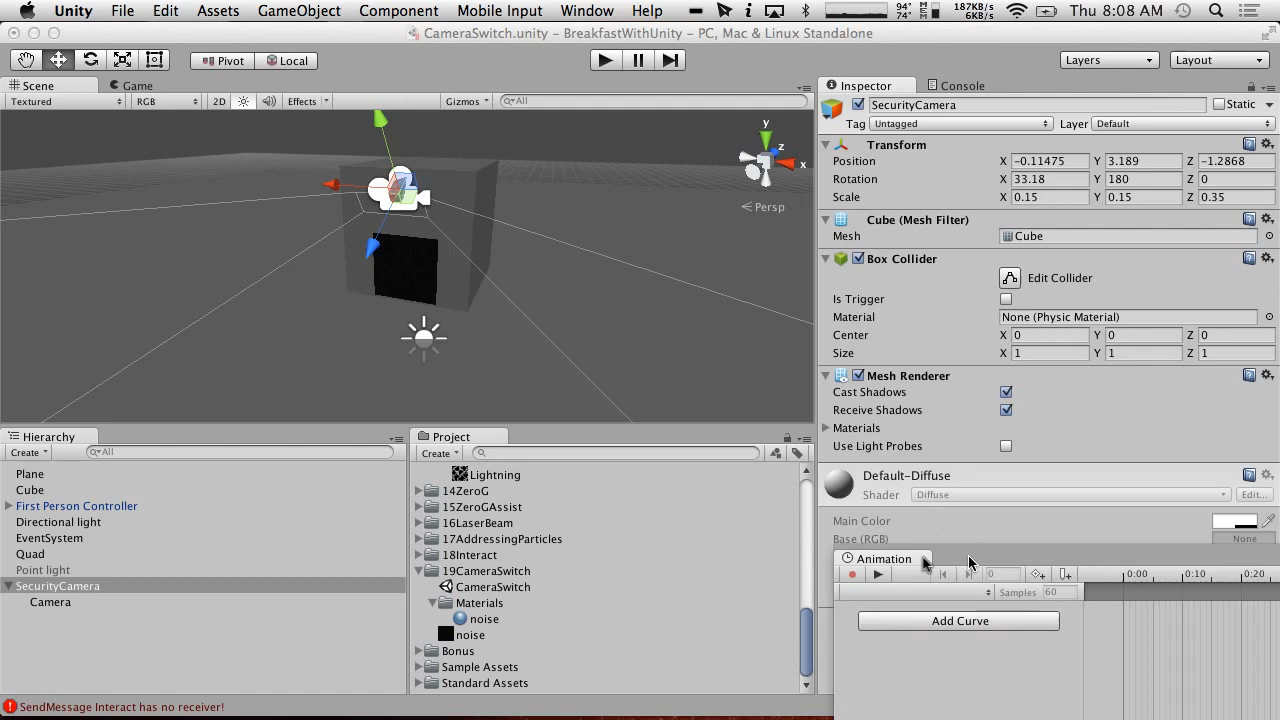 Unity File Edit Assets GameObject Component Mobile Input Window Help 94° 74° 187KB/s 6KB/s Thu 8:08 AM
CameraSwitch.unity – BreakfastWithUnity – PC, Mac & Linux Standalone
Pivot Local Layers Layout
Scene Game
Textured RGB 2D Effects Gizmos All
y
z
x
Persp
Inspector Console
SecurityCamera Static
Tag Untagged Layer Default
Transform
Position X −0.11475 Y 3.189 Z −1.2868
Rotation X 33.18 Y 180 Z 0
Scale X 0.15 Y 0.15 Z 0.35
Cube (Mesh Filter)
Mesh Cube
Box Collider
Edit Collider
Is Trigger
Material None (Physic Material)
Center X 0 Y 0 Z 0
Size X 1 Y 1 Z 1
Mesh Renderer
Cast Shadows
Receive Shadows
Materials
Use Light Probes
Default-Diffuse
Shader Diffuse Edit...
Main Color
Base (RGB) None
Hierarchy
Create All
Plane
Cube
First Person Controller
Directional light
EventSystem
Quad
Point light
SecurityCamera
Camera
Project
Create
Lightning
14ZeroG
15ZeroGAssist
16LaserBeam
17AddressingParticles
18Interact
19CameraSwitch
CameraSwitch
Materials
noise
noise
Bonus
Sample Assets
Standard Assets
Animation
0 0:00 0:10 0:20
Samples 60
Add Curve
SendMessage Interact has no receiver!